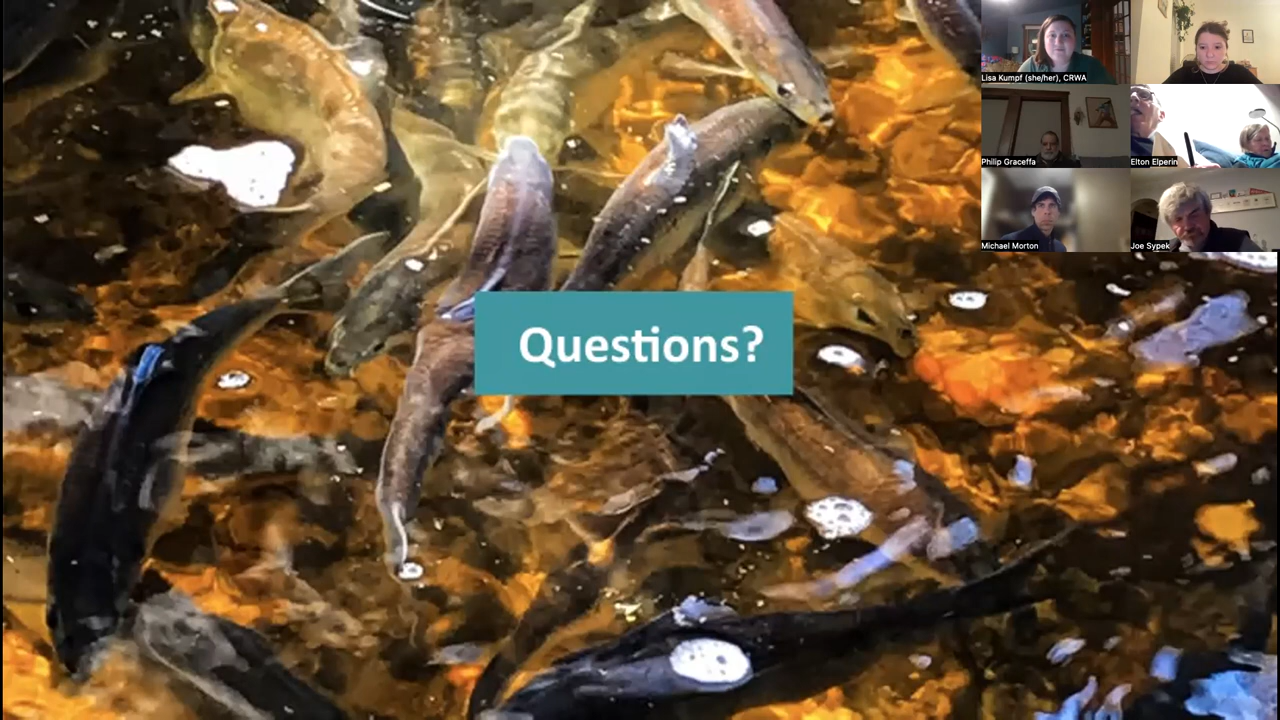 Questions?
Lisa Kumpf (she/her), CRWA
Philip Graceffa
Elton Elperin
Michael Morton
Joe Sypek